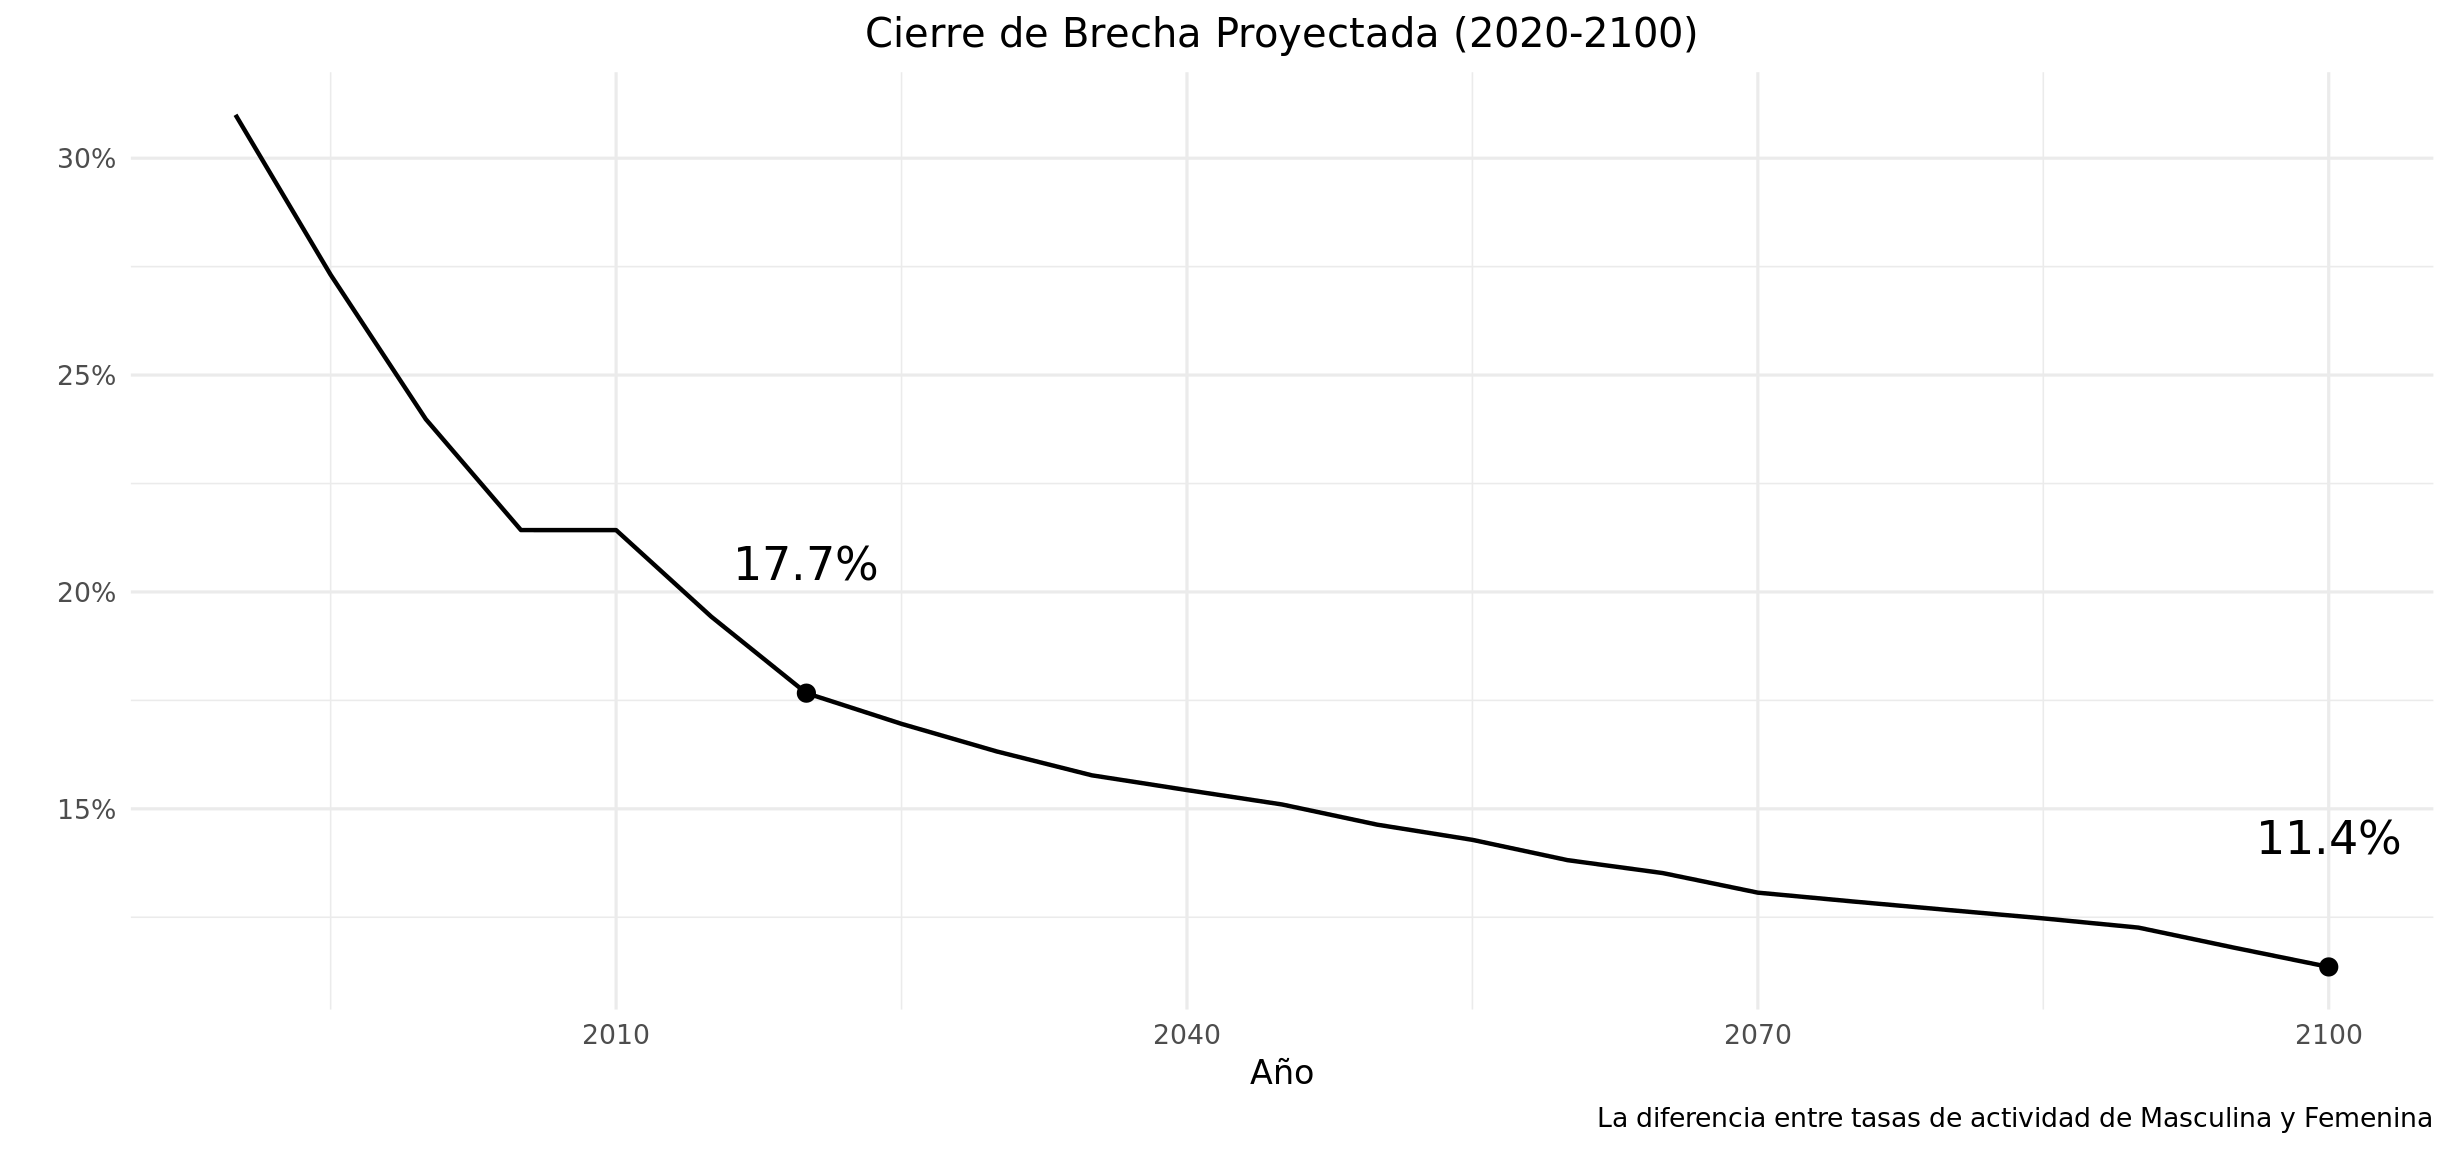 Cierre de Brecha Proyectada (2020-2100)
30%
25%
20%
15%
17.7%
11.4%
2010 2040 2070 2100
Año
La diferencia entre tasas de actividad de Masculina y Femenina